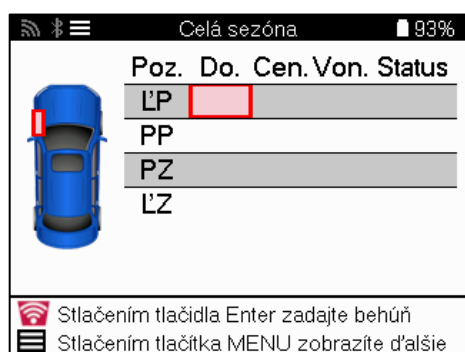 Celá sezóna 93%
Poz. Do. Cen. Von. Status
ĽP
PP
PZ
ĽZ
Stlačením tlačidla Enter zadajte behúň
Stlačením tlačítka MENU zobrazíte ďalšie